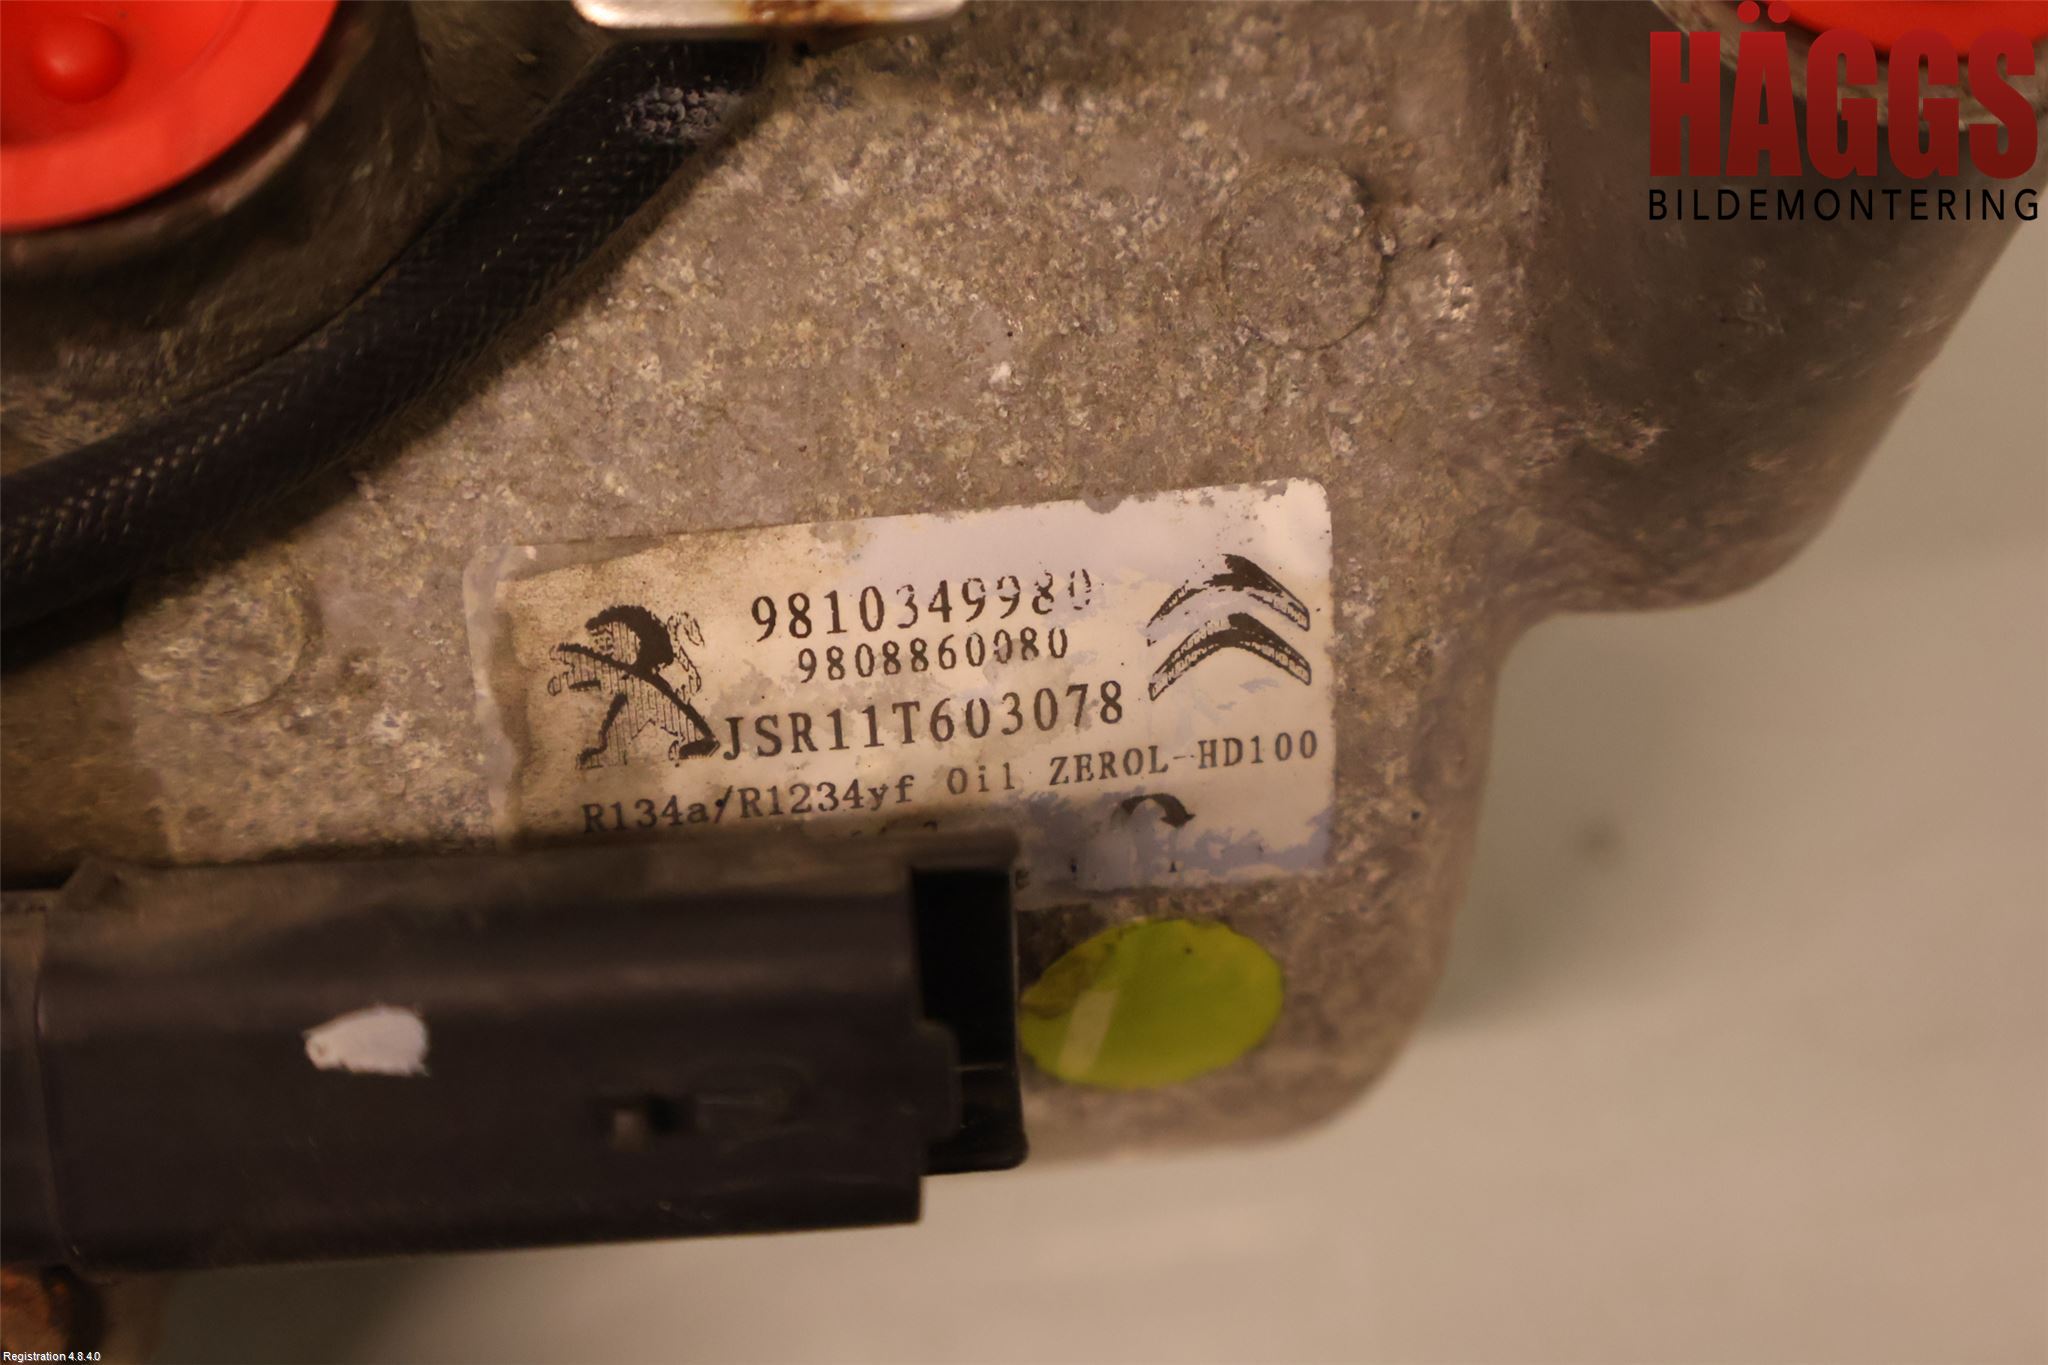 HÄGGS
BILDEMONTERING
9810349980
9808860080
JSR11T603078
R134a/R1234yf Oil ZEROL-HD100
Registration 4.8.4.0